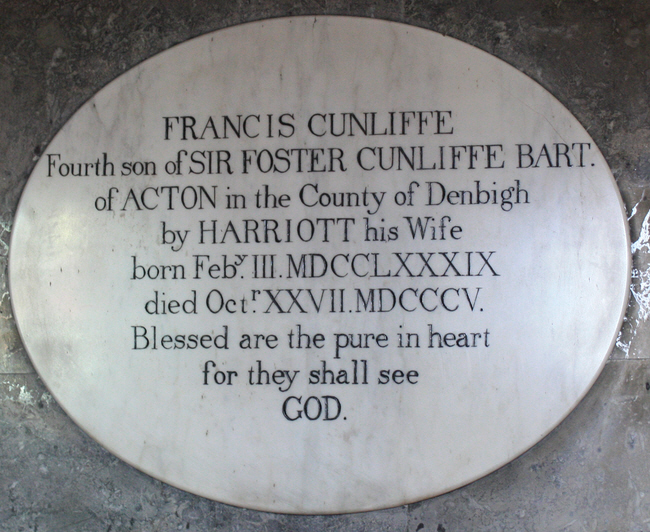 FRANCIS CUNLIFFE
Fourth son of SIR FOSTER CUNLIFFE BART.
of ACTON in the County of Denbigh
by HARRIOTT his Wife
born Feby. III. MDCCLXXXIX
died Octr. XXVII. MDCCCV.
Blessed are the pure in heart
for they shall see
GOD.